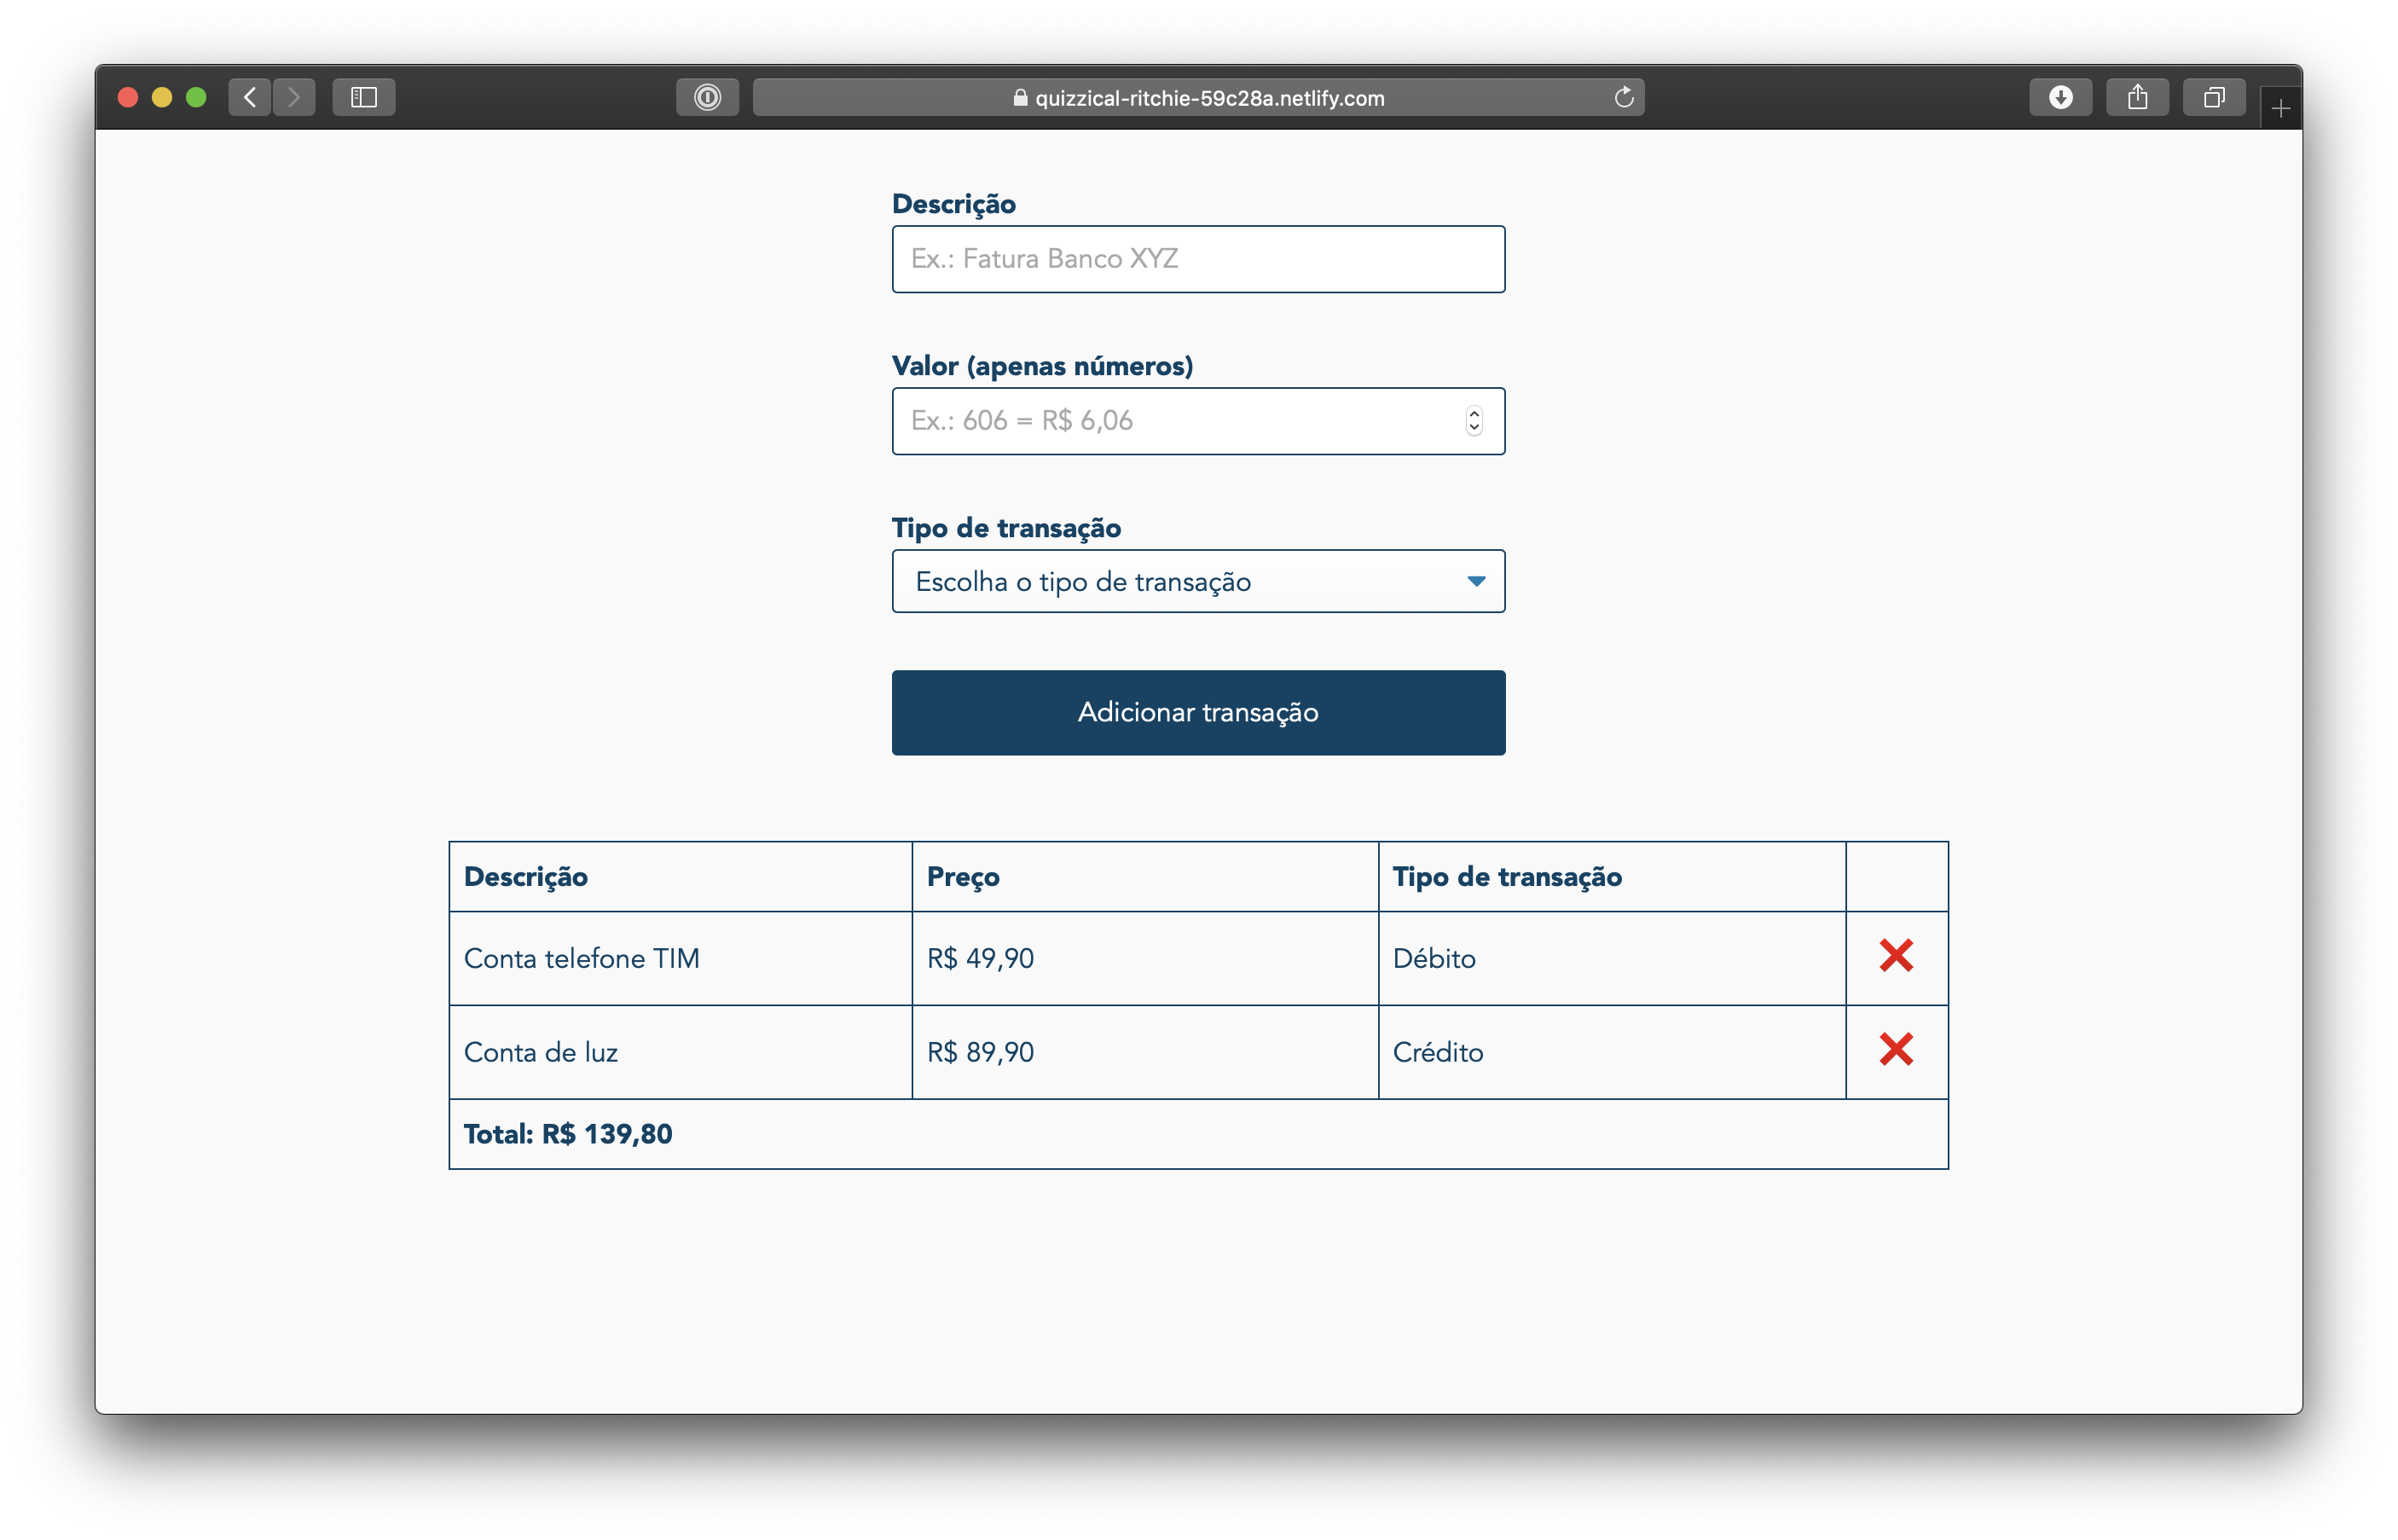 quizzical-ritchie-59c28a.netlify.com
Descrição
Ex.: Fatura Banco XYZ
Valor (apenas números)
Ex.: 606 = R$ 6,06
Tipo de transação
Escolha o tipo de transação
Adicionar transação
Descrição Preço Tipo de transação
Conta telefone TIM R$ 49,90 Débito
Conta de luz R$ 89,90 Crédito
Total: R$ 139,80